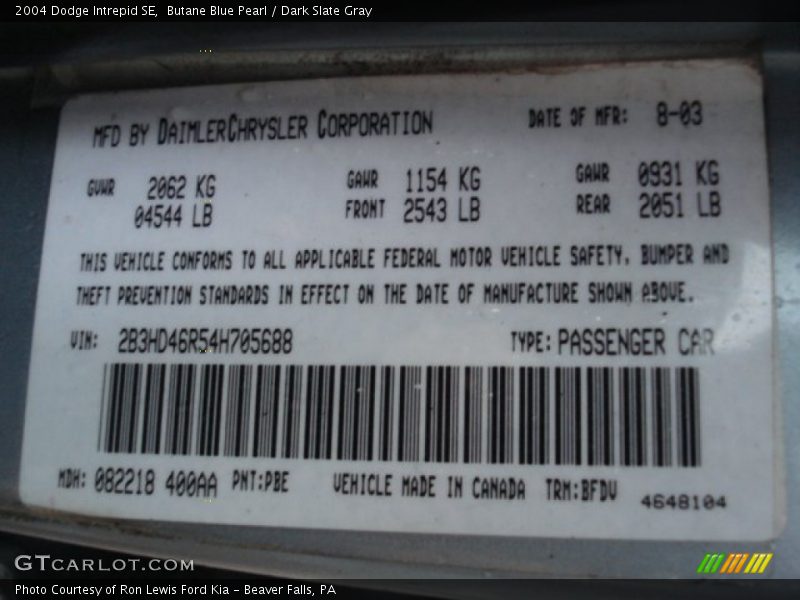 2004 Dodge Intrepid SE,  Butane Blue Pearl / Dark Slate Gray
MFD BY DAIMLERCHRYSLER CORPORATION DATE OF MFR: 8-03
GVWR 2062 KG GAWR 1154 KG GAWR 0931 KG
04544 LB FRONT 2543 LB REAR 2051 LB
THIS VEHICLE CONFORMS TO ALL APPLICABLE FEDERAL MOTOR VEHICLE SAFETY, BUMPER AND
THEFT PREVENTION STANDARDS IN EFFECT ON THE DATE OF MANUFACTURE SHOWN ABOVE.
VIN: 2B3HD46R54H705688 TYPE: PASSENGER CAR
MDH: 082218 400AA PNT:PBE VEHICLE MADE IN CANADA TRM:BFDV 4648104
GTCARLOT.COM
Photo Courtesy of Ron Lewis Ford Kia - Beaver Falls, PA